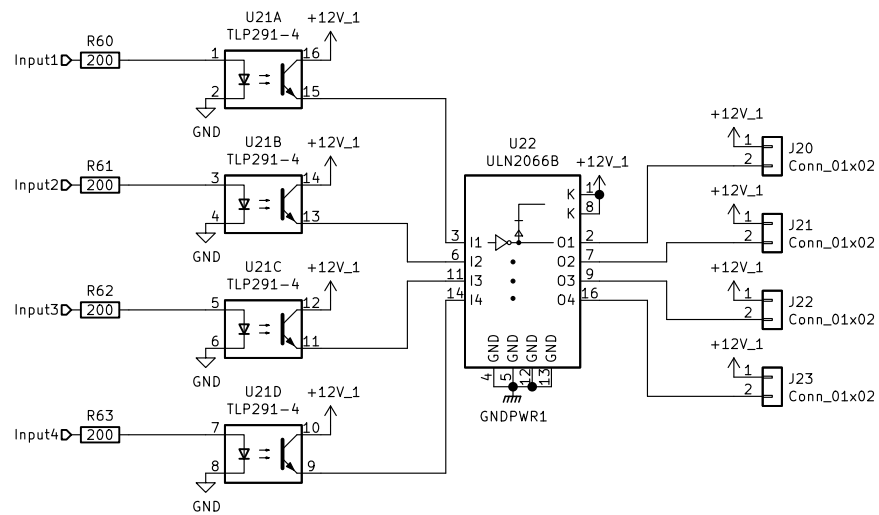 U21A
TLP291-4
+12V_1
R60
Input1
200
1
16
2
15
GND
U21B
TLP291-4
+12V_1
R61
Input2
200
3
14
4
13
GND
U21C
TLP291-4
+12V_1
R62
Input3
200
5
12
6
11
GND
U21D
TLP291-4
+12V_1
R63
Input4
200
7
10
8
9
GND
U22
ULN2066B
+12V_1
K 1
K 8
3 I1
O1 2
6 I2
O2 7
11 I3
O3 9
14 I4
O4 16
GND
GND
GND
GND
4
5
12
13
GNDPWR1
+12V_1
1
2
J20
Conn_01x02
+12V_1
1
2
J21
Conn_01x02
+12V_1
1
2
J22
Conn_01x02
+12V_1
1
2
J23
Conn_01x02